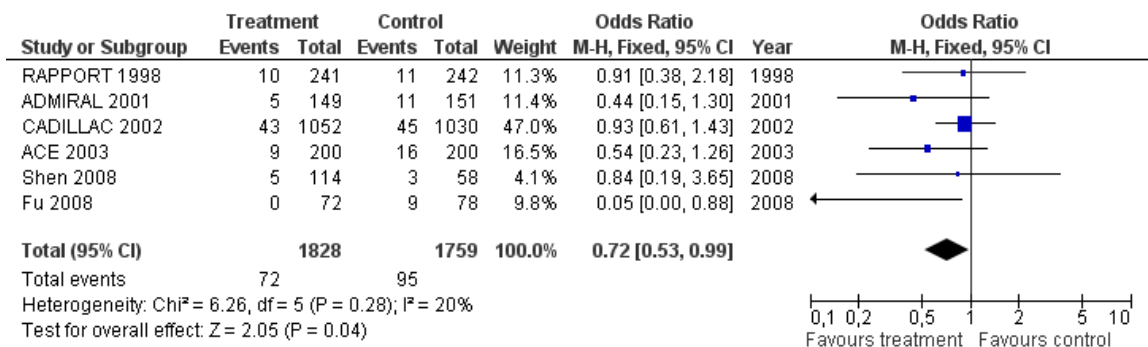 Treatment Control Odds Ratio Odds Ratio
Study or Subgroup Events Total Events Total Weight M-H, Fixed, 95% CI Year M-H, Fixed, 95% CI
RAPPORT 1998 10 241 11 242 11.3% 0.91 [0.38, 2.18] 1998
ADMIRAL 2001 5 149 11 151 11.4% 0.44 [0.15, 1.30] 2001
CADILLAC 2002 43 1052 45 1030 47.0% 0.93 [0.61, 1.43] 2002
ACE 2003 9 200 16 200 16.5% 0.54 [0.23, 1.26] 2003
Shen 2008 5 114 3 58 4.1% 0.84 [0.19, 3.65] 2008
Fu 2008 0 72 9 78 9.8% 0.05 [0.00, 0.88] 2008
Total (95% CI) 1828 1759 100.0% 0.72 [0.53, 0.99]
Total events 72 95
Heterogeneity: Chi² = 6.26, df = 5 (P = 0.28); I² = 20%
Test for overall effect: Z = 2.05 (P = 0.04)
0,1 0,2 0,5 1 2 5 10
Favours treatment Favours control